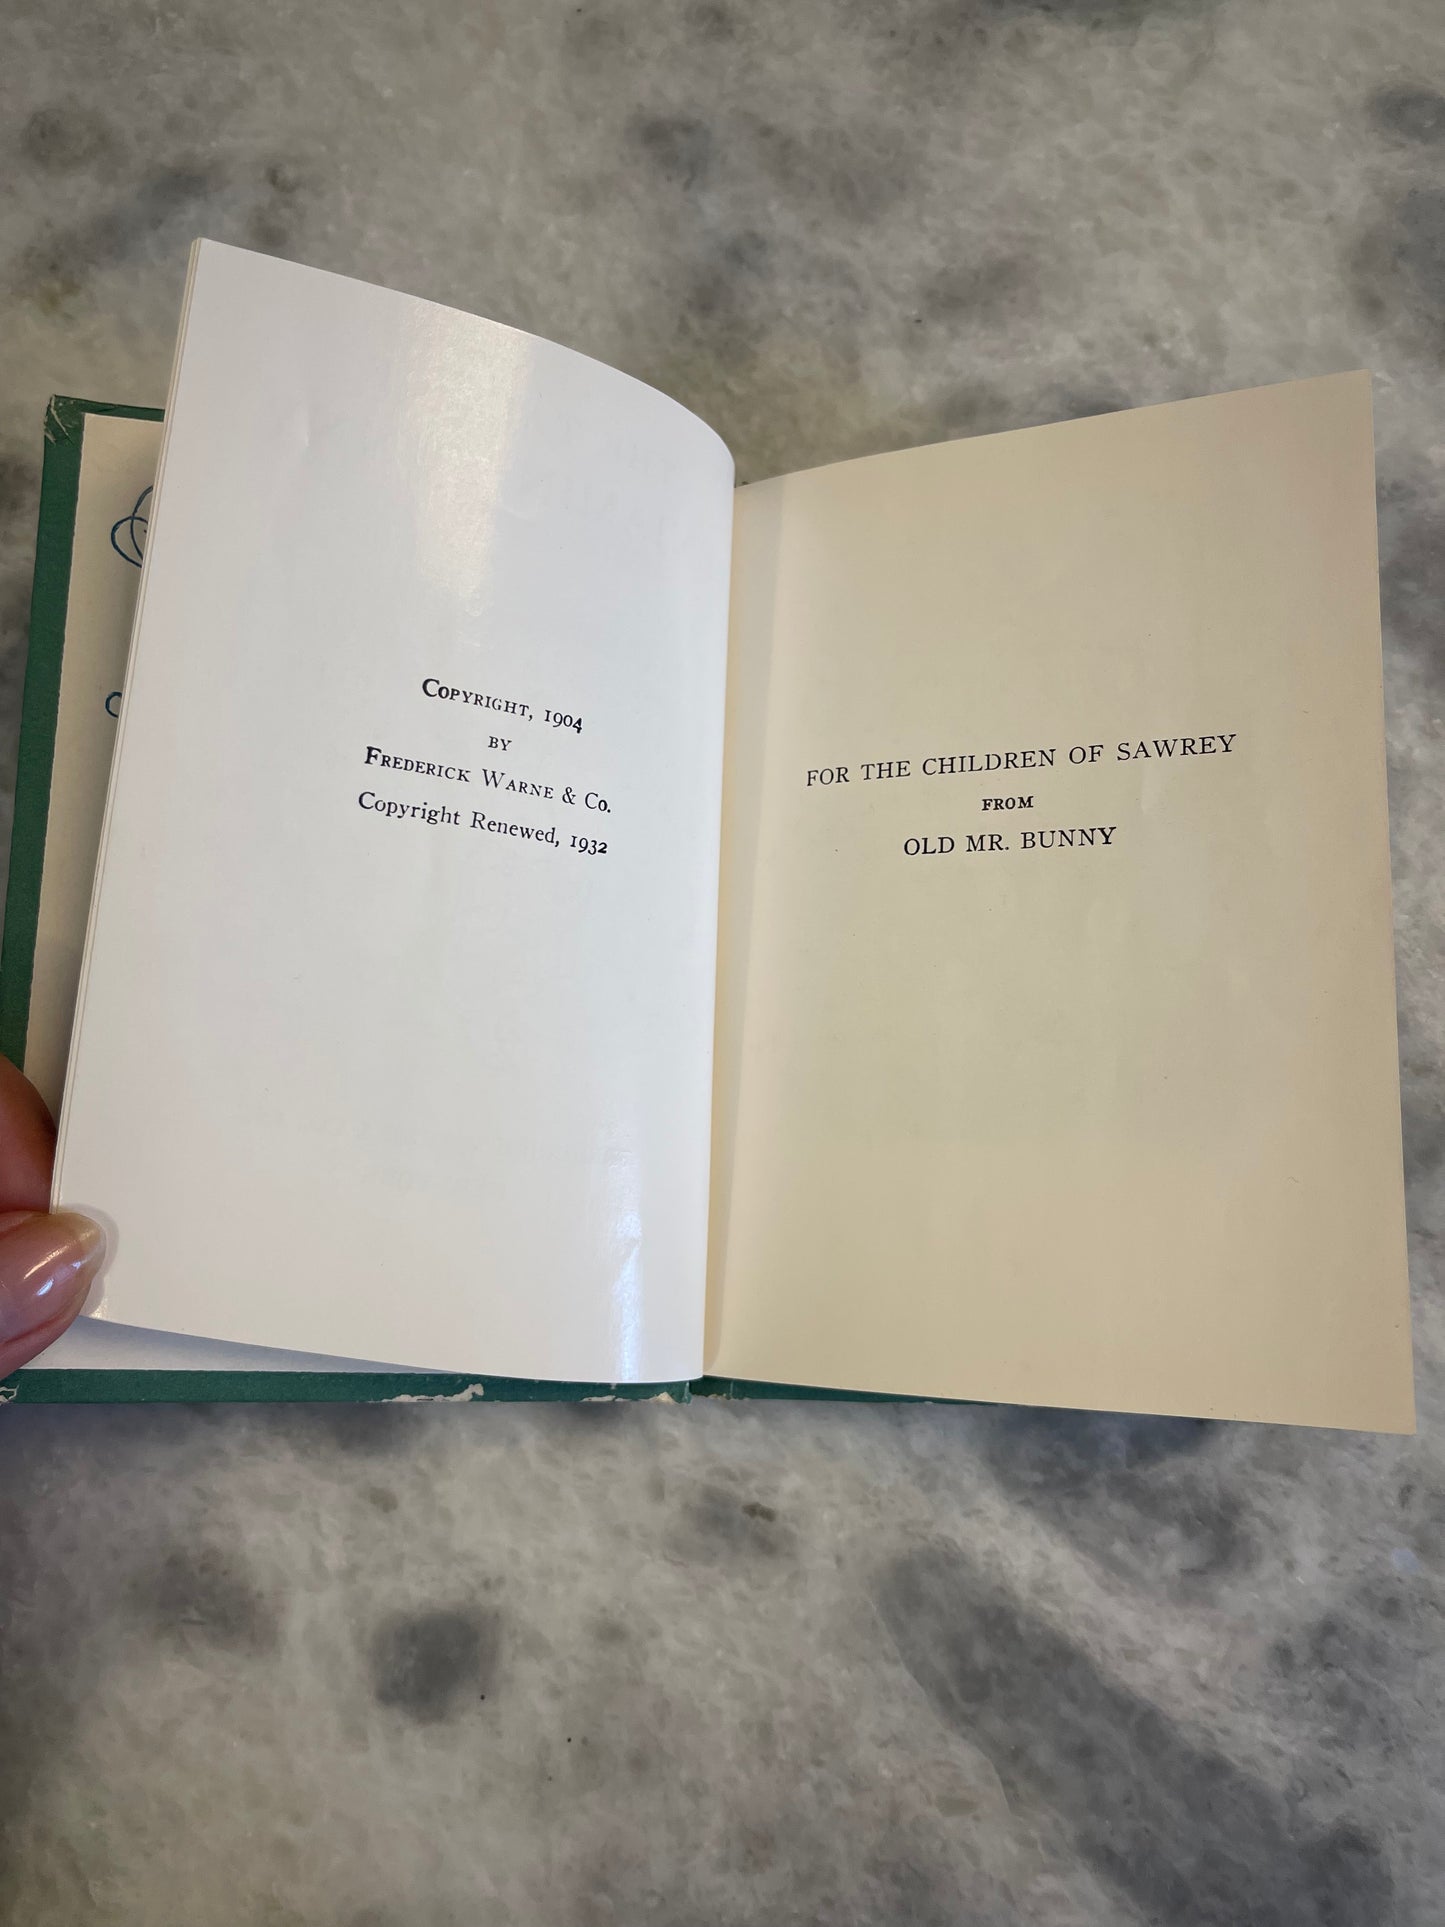 Copyright, 1904
by
Frederick Warne & Co.
Copyright Renewed, 1932
FOR THE CHILDREN OF SAWREY
FROM
OLD MR. BUNNY